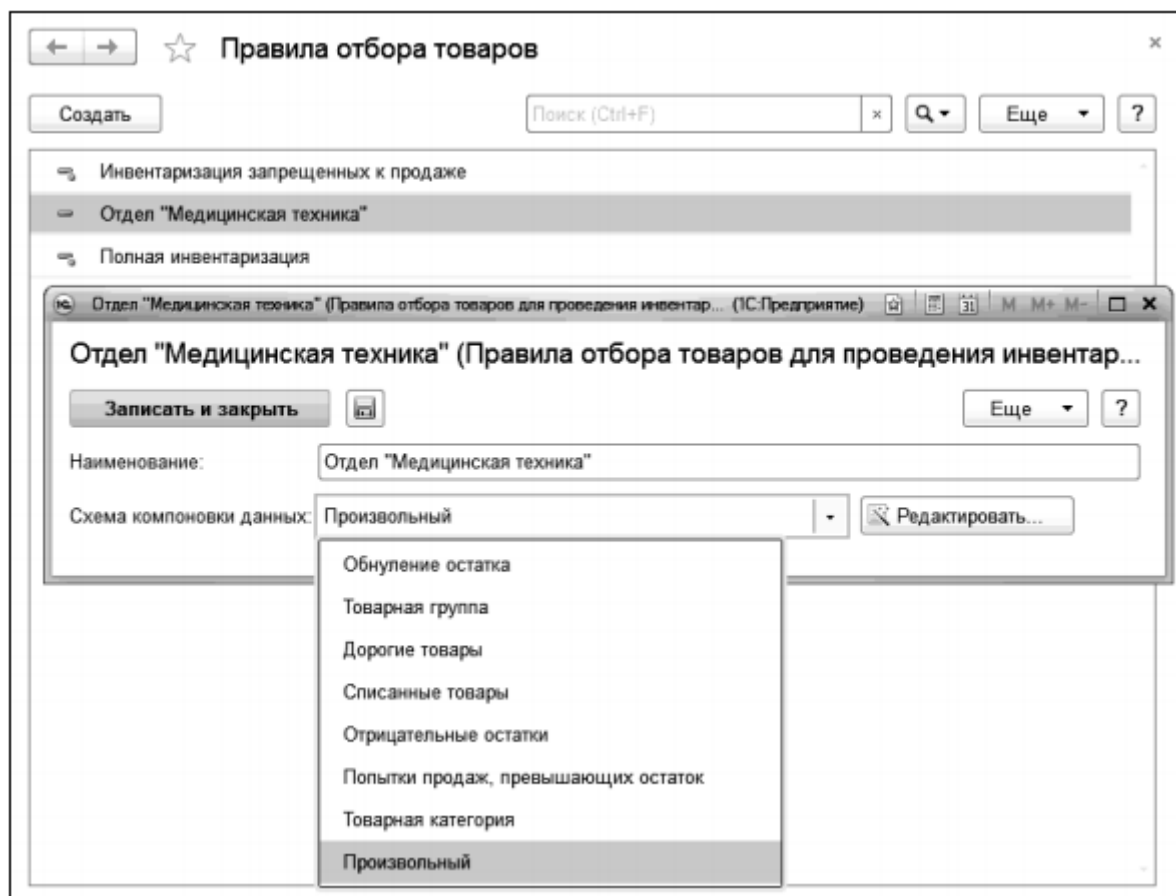 Правила отбора товаров
Создать
Поиск (Ctrl+F)
Еще
?
Инвентаризация запрещенных к продаже
Отдел "Медицинская техника"
Полная инвентаризация
Отдел "Медицинская техника" (Правила отбора товаров для проведения инвентар... (1С:Предприятие)
31 M M+ M-
Отдел "Медицинская техника" (Правила отбора товаров для проведения инвентар...
Записать и закрыть
Еще
?
Наименование: Отдел "Медицинская техника"
Схема компоновки данных: Произвольный
Редактировать...
Обнуление остатка
Товарная группа
Дорогие товары
Списанные товары
Отрицательные остатки
Попытки продаж, превышающих остаток
Товарная категория
Произвольный